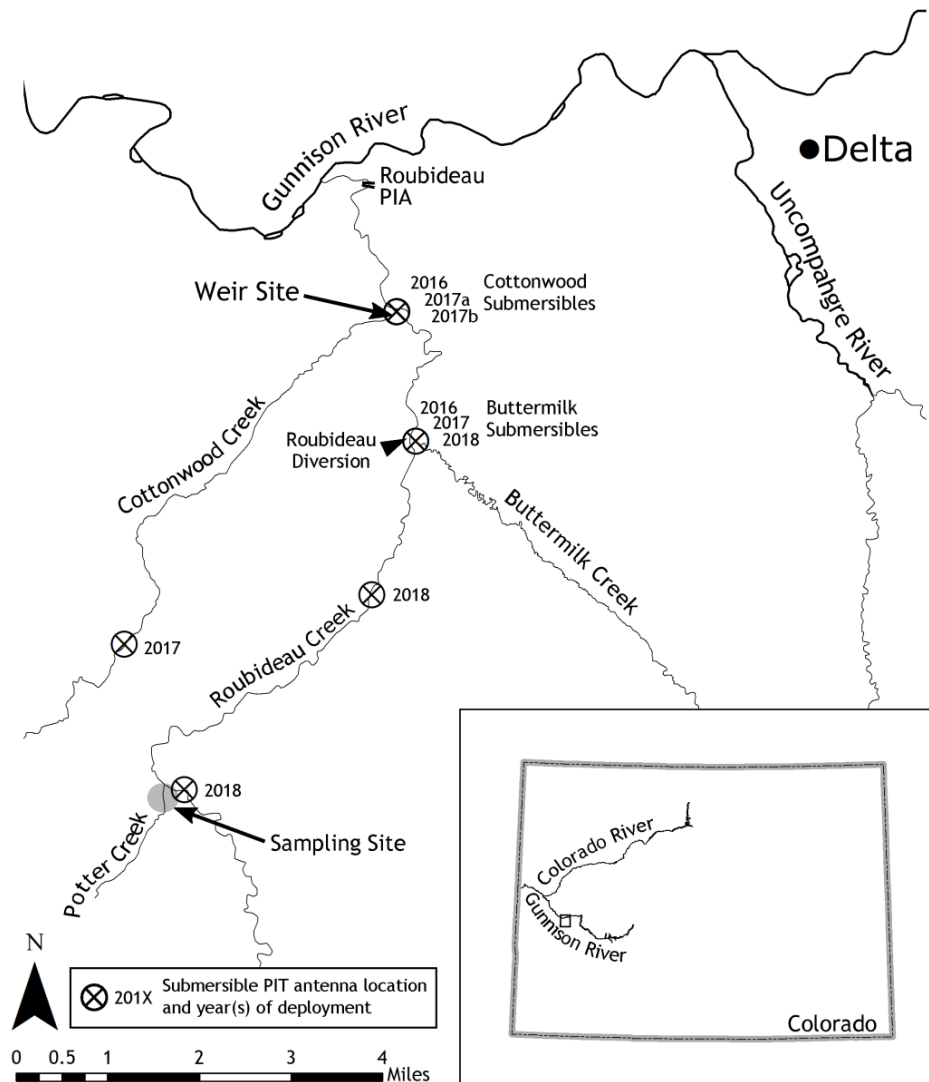 Gunnison River
Delta
Roubideau
PIA
Uncompahgre River
Weir Site
2016
2017a
2017b
Cottonwood
Submersibles
Cottonwood Creek
2016
2017
2018
Buttermilk
Submersibles
Roubideau
Diversion
Buttermilk Creek
2018
Roubideau Creek
2017
2018
Sampling Site
Potter Creek
N
201X
Submersible PIT antenna location
and year(s) of deployment
0 0.5 1 2 3 4
Miles
Colorado River
Gunnison River
Colorado